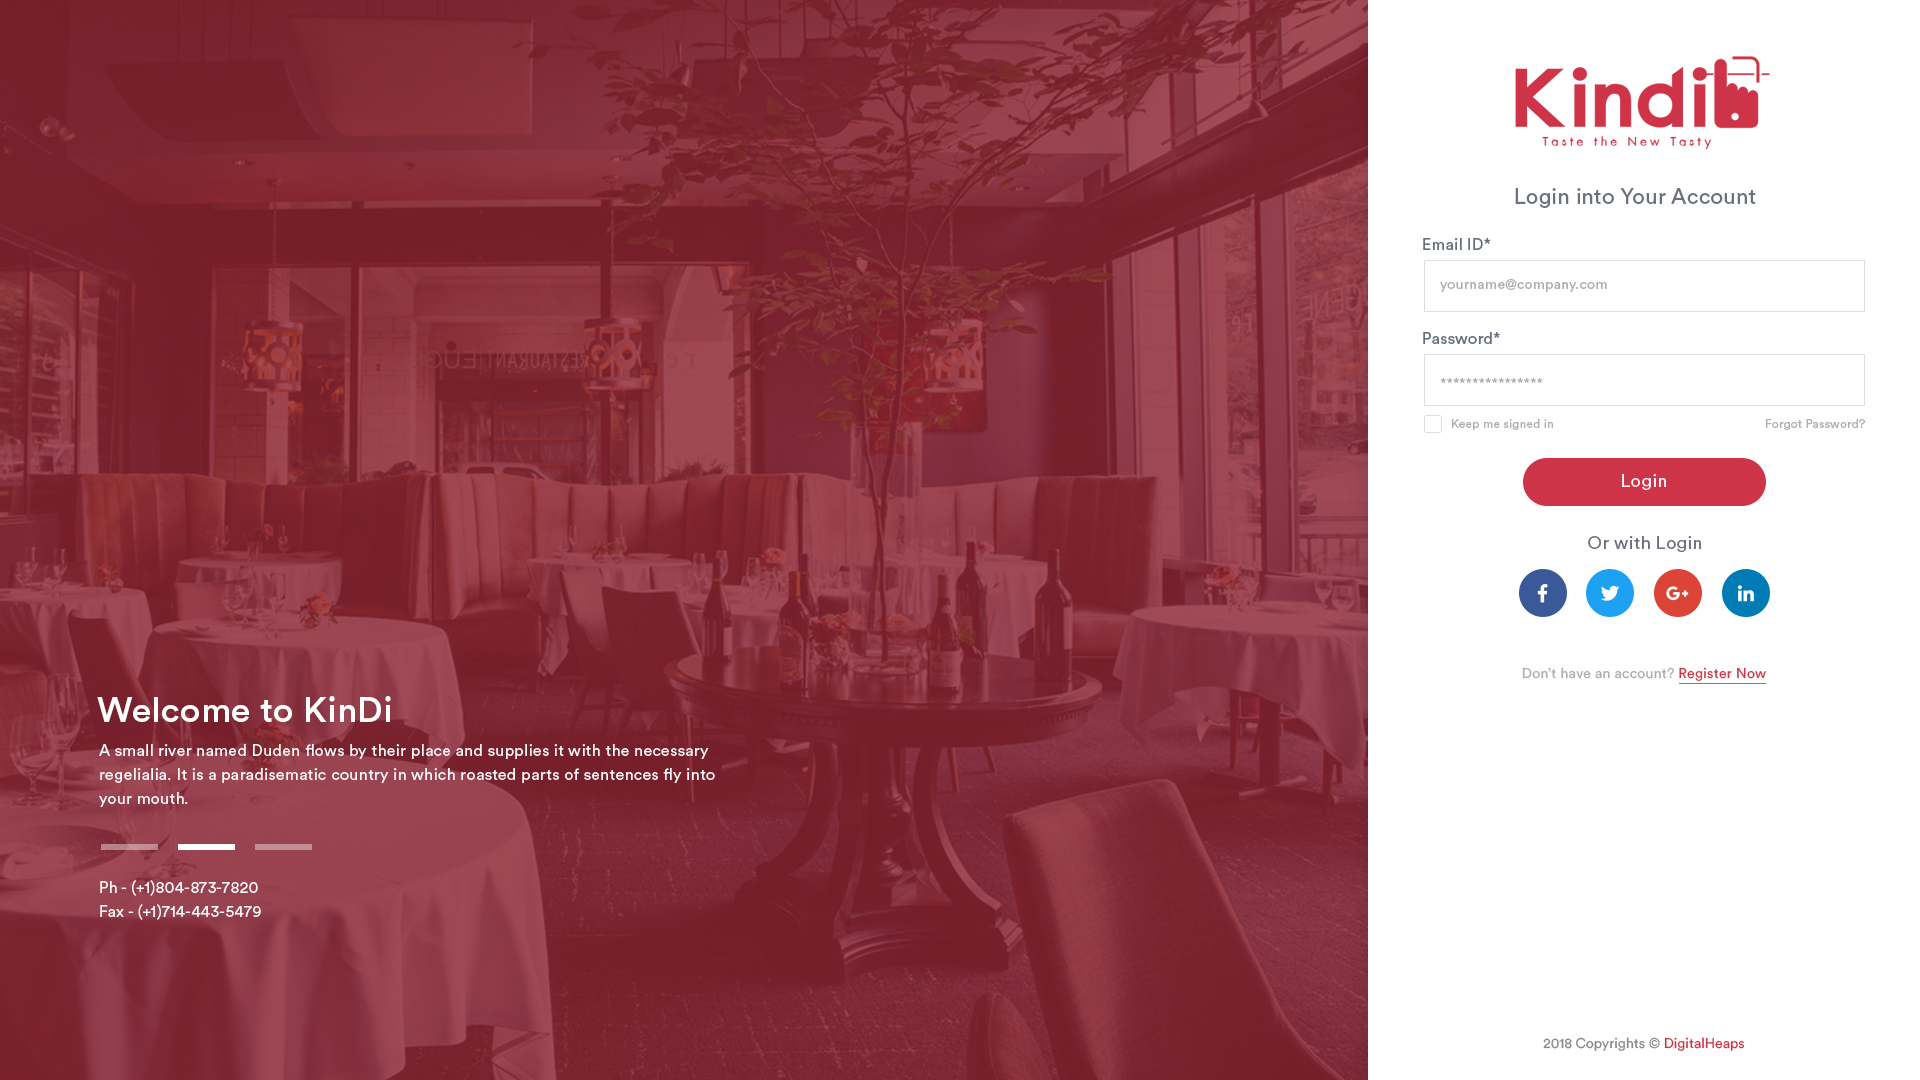 Welcome to KinDi
A small river named Duden flows by their place and supplies it with the necessary
regelialia. It is a paradisematic country in which roasted parts of sentences fly into
your mouth.
Ph - (+1)804-873-7820
Fax - (+1)714-443-5479
Kindi
Taste the New Tasty
Login into Your Account
Email ID*
yourname@company.com
Password*
****************
Keep me signed in
Forgot Password?
Login
Or with Login
Don't have an account? Register Now
2018 Copyrights © DigitalHeaps